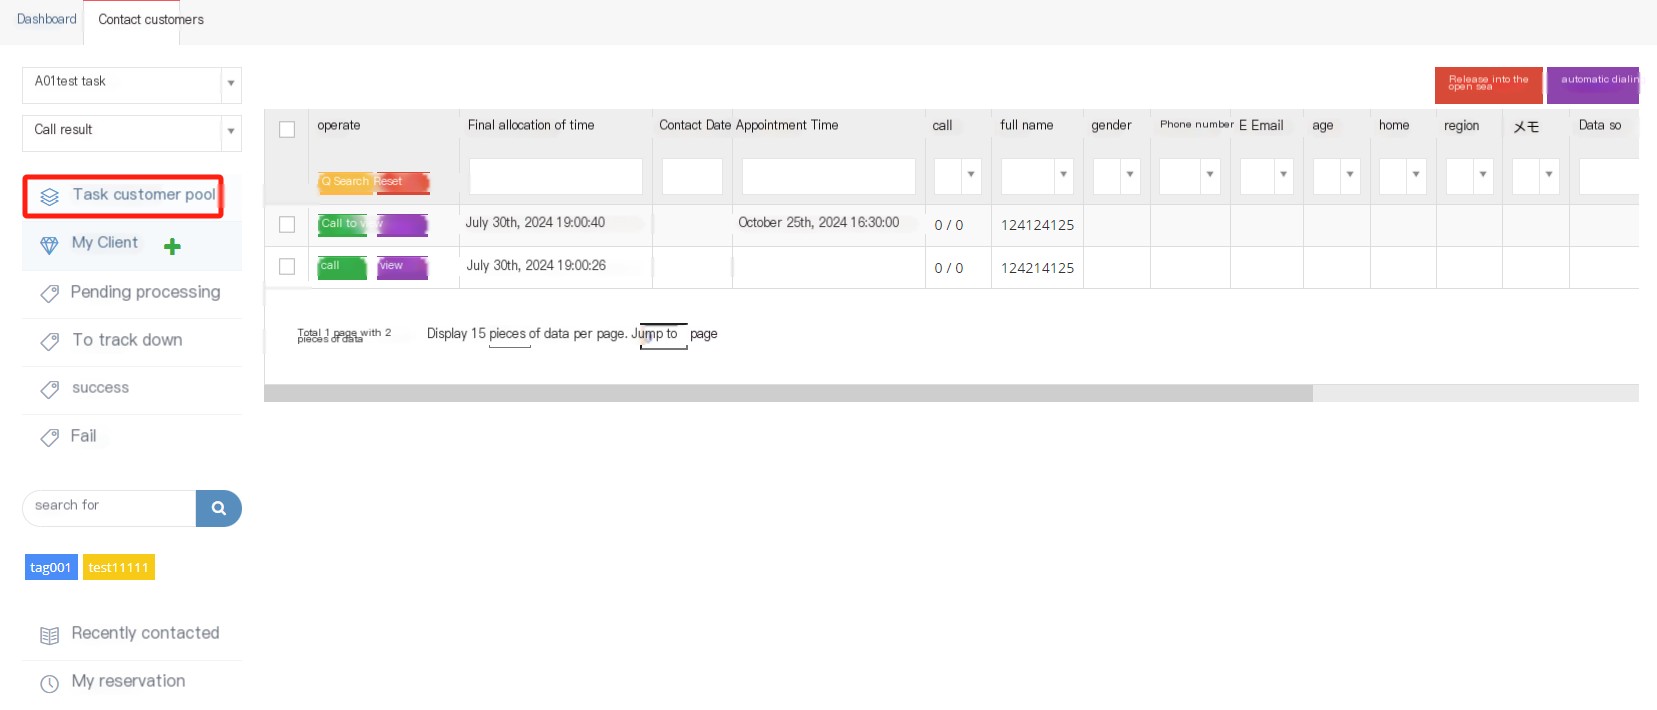 Dashboard
Contact customers
A01test task
Call result
Task customer pool
My Client
Pending processing
To track down
success
Fail
search for
tag001
test11111
Recently contacted
My reservation
Release into the
open sea
automatic dialin
operate
Final allocation of time
Contact Date
Appointment Time
call
full name
gender
Phone number
E Email
age
home
region
メモ
Data so
Q Search Reset
Call to view
July 30th, 2024 19:00:40
October 25th, 2024 16:30:00
0 / 0
124124125
call
view
July 30th, 2024 19:00:26
0 / 0
124214125
Total 1 page with 2
pieces of data
Display 15 pieces of data per page. Jump to page